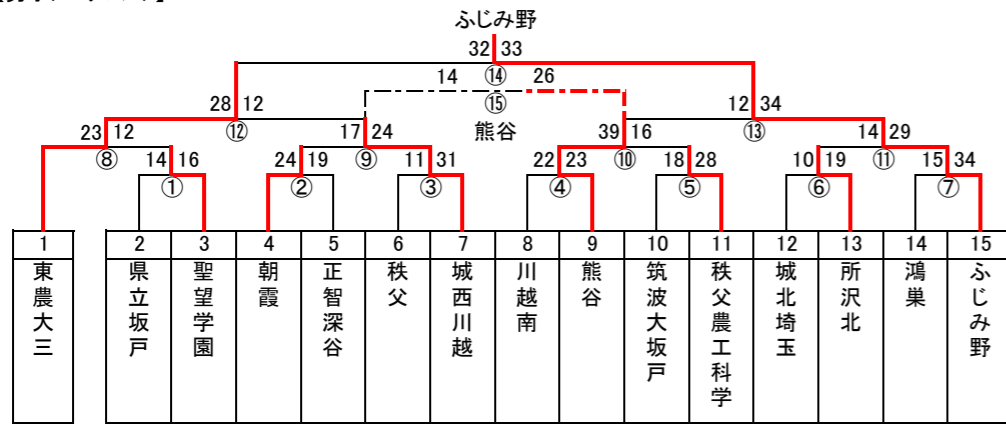 ふじみ野
32 33
14 ⑭ 26
⑮
28 12 12 34
⑫ 熊谷 ⑬
23 12 17 24 39 16 14 29
⑧ ⑨ ⑩ ⑪
14 16 24 19 11 31 22 23 18 28 10 19 15 34
① ② ③ ④ ⑤ ⑥ ⑦
1 2 3 4 5 6 7 8 9 10 11 12 13 14 15
東農大三
県立坂戸
聖望学園
朝霞
正智深谷
秩父
城西川越
川越南
熊谷
筑波大坂戸
秩父農工科学
城北埼玉
所沢北
鴻巣
ふじみ野